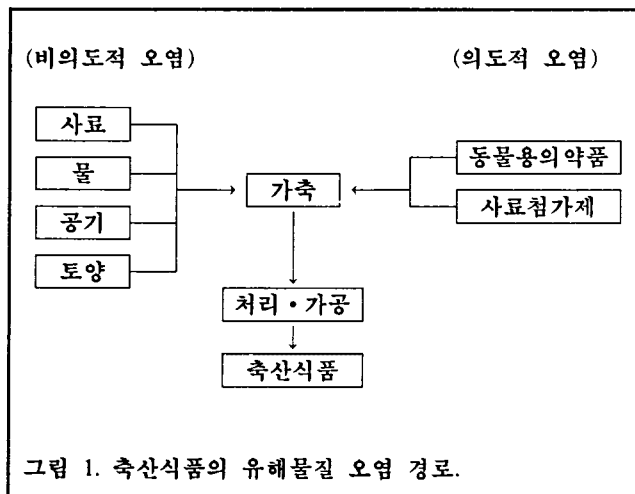 (비의도적 오염) (의도적 오염)
사료
물
공기
토양
가축
동물용의약품
사료첨가제
처리・가공
축산식품
그림 1. 축산식품의 유해물질 오염 경로.